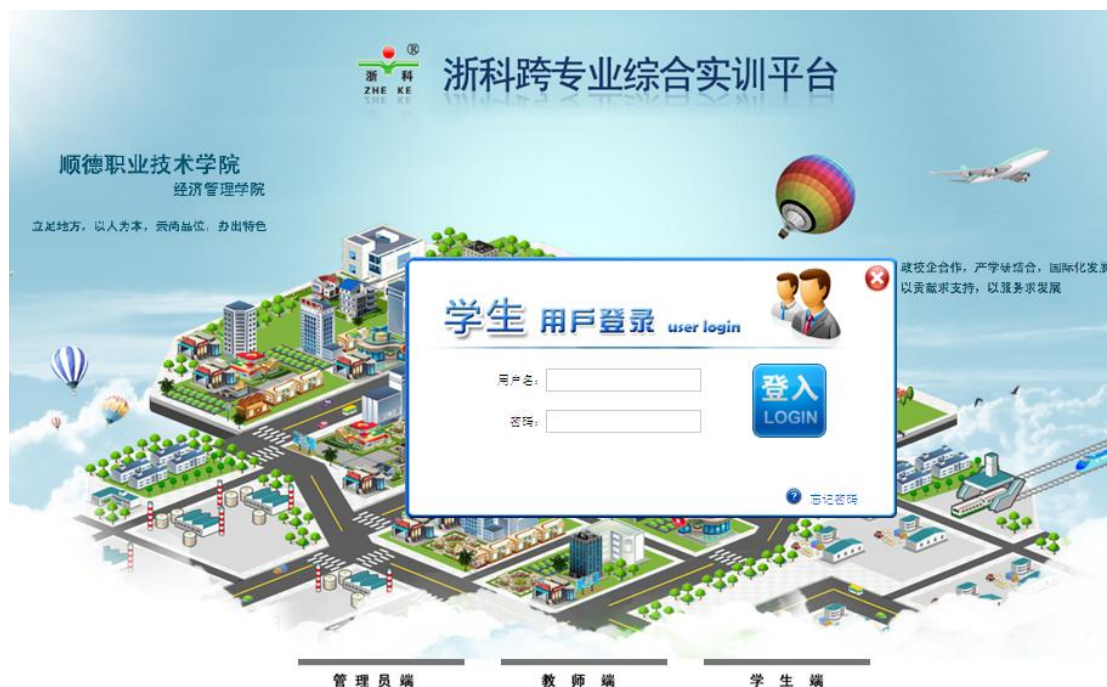 浙科
ZHE KE
®
浙科跨专业综合实训平台
顺德职业技术学院
经济管理学院
立足地方，以人为本，崇尚品位，办出特色
政校企合作，产学研结合，国际化发展
以贡献求支持，以服务求发展
学生 用戶登录 user login
用户名：
密码：
登入
LOGIN
忘记密码
管理员端
教师端
学生端